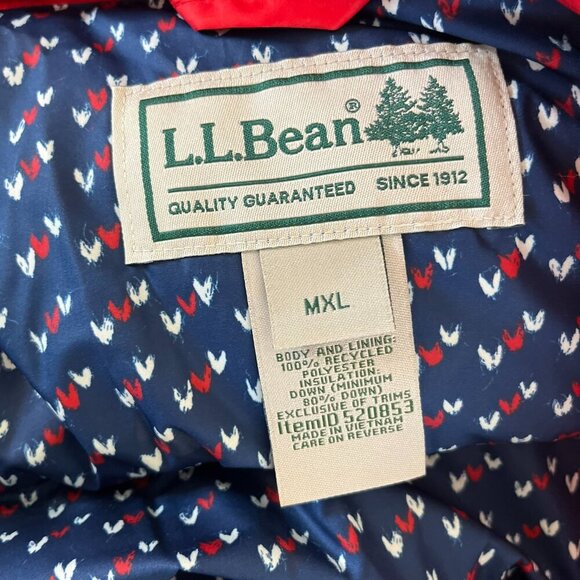 L.L.Bean®
QUALITY GUARANTEED SINCE 1912
MXL
BODY AND LINING:
100% RECYCLED
POLYESTER
INSULATION:
DOWN (MINIMUM
80% DOWN)
EXCLUSIVE OF TRIMS
ItemID 520853
MADE IN VIETNAM
CARE ON REVERSE